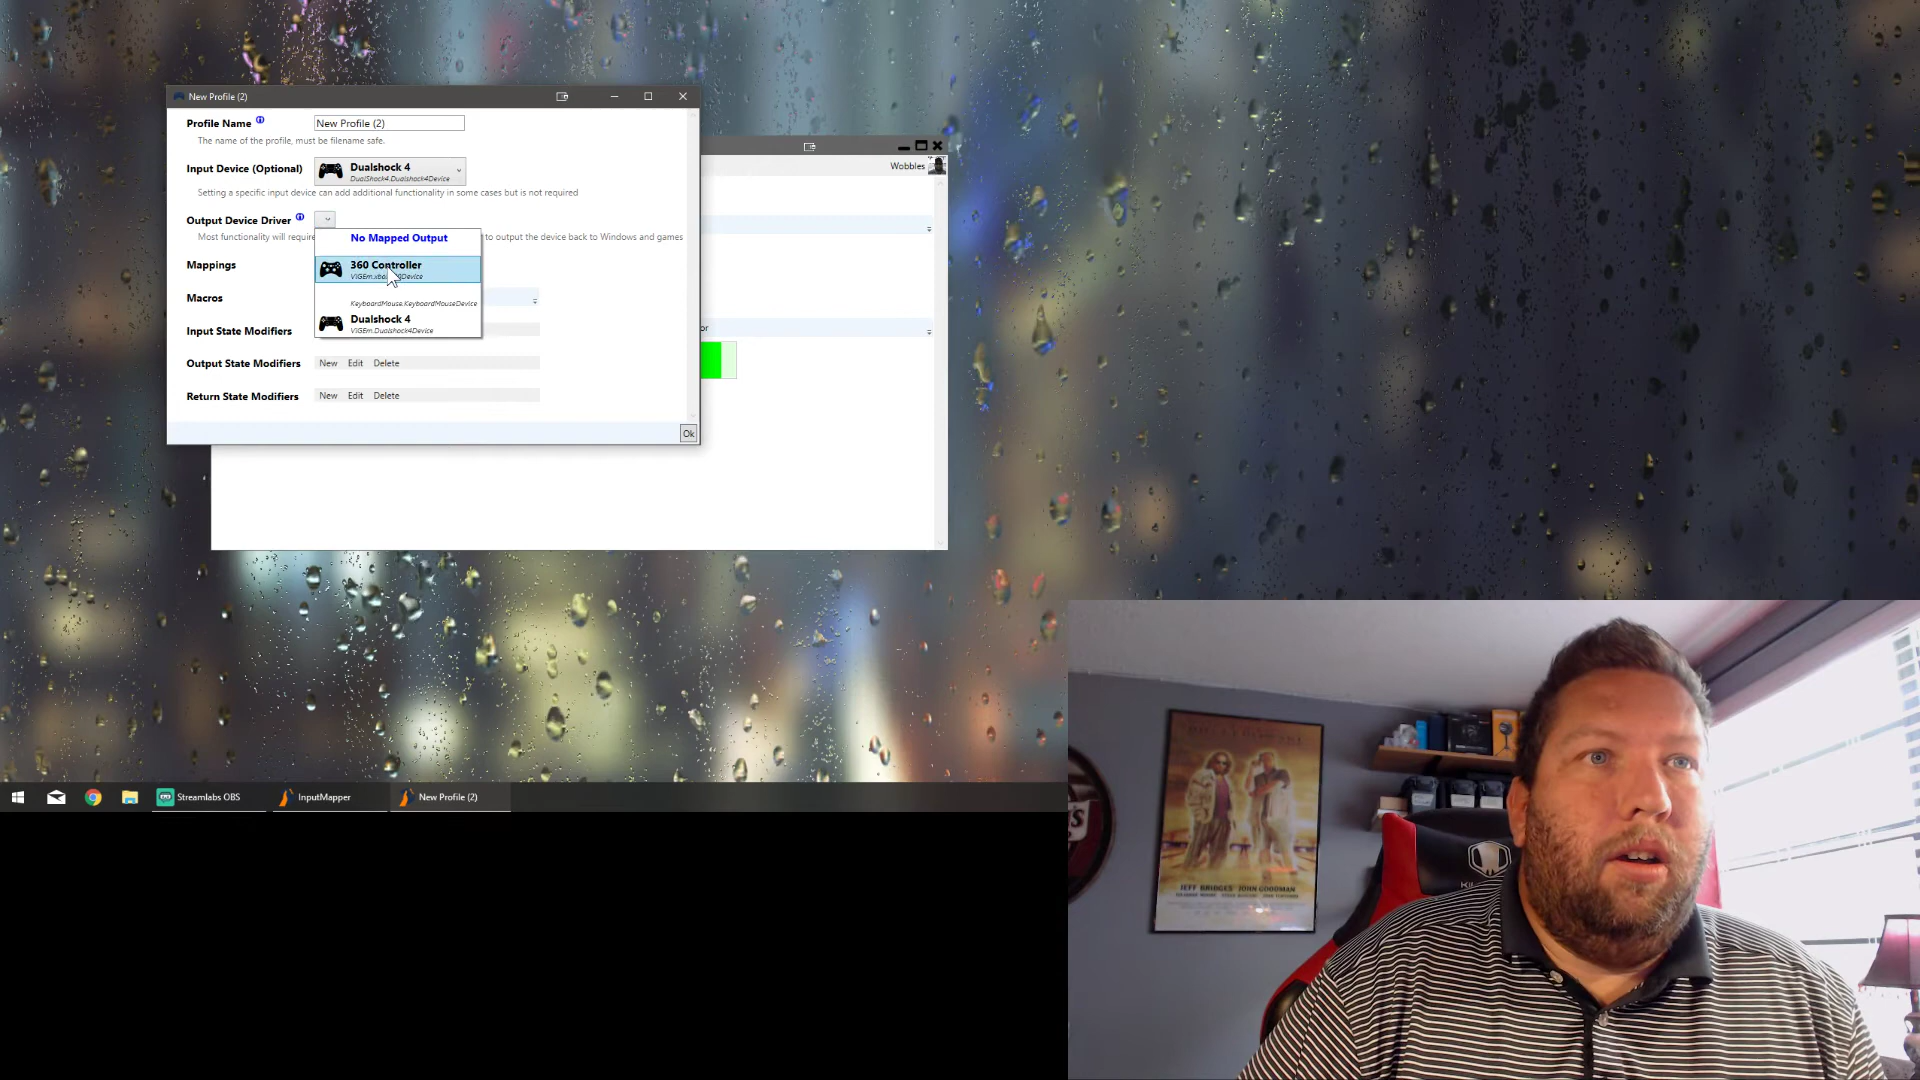 New Profile (2)
Profile Name
New Profile (2)
The name of the profile, must be filename safe.
Input Device (Optional)
Dualshock 4
DualShock4.Dualshock4Device
Setting a specific input device can add additional functionality in some cases but is not required
Output Device Driver
Most functionality will require
to output the device back to Windows and games
No Mapped Output
Mappings
360 Controller
Macros
KeyboardMouse.KeyboardMouseDevice
Input State Modifiers
Dualshock 4
ViGEm.Dualshock4Device
Output State Modifiers
New Edit Delete
Return State Modifiers
New Edit Delete
Ok
Wobbles
or
Streamlabs OBS
InputMapper
New Profile (2)
JEFF BRIDGES JOHN GOODMAN